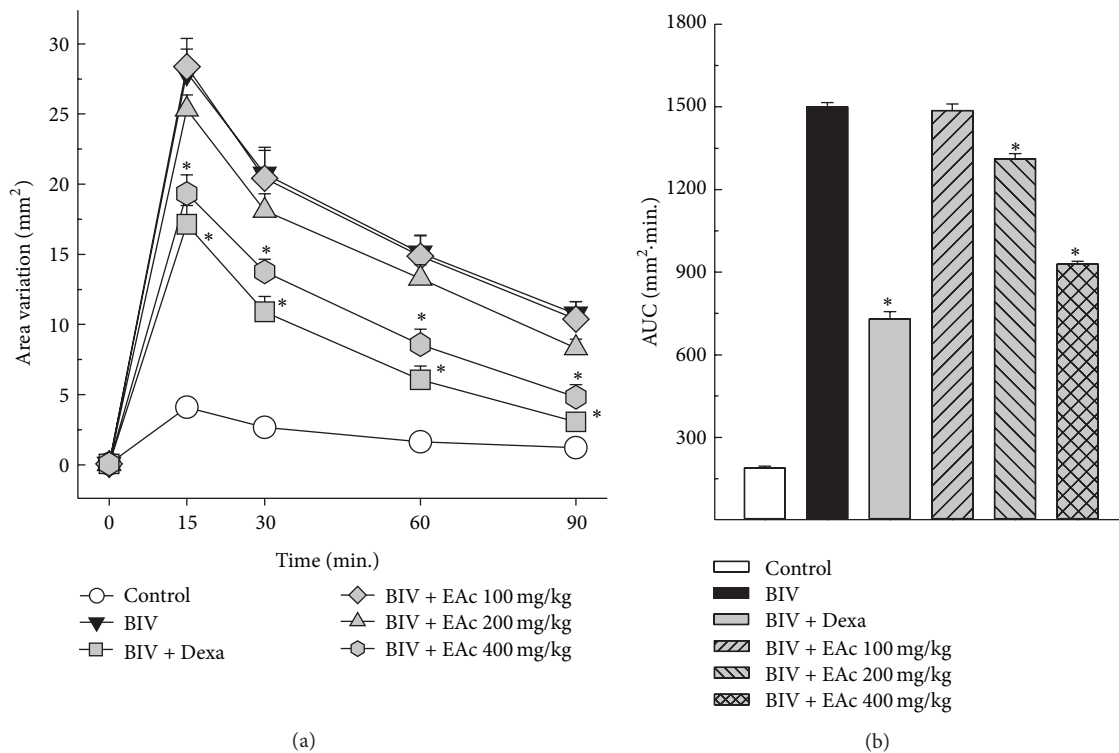 30
25
20
15
10
5
0
Area variation (mm²)
*
*
*
*
*
*
*
*
0 15 30 60 90
Time (min.)
Control
BIV
BIV + Dexa
BIV + EAc 100 mg/kg
BIV + EAc 200 mg/kg
BIV + EAc 400 mg/kg
(a)
1800
1500
1200
900
600
300
AUC (mm²·min.)
*
*
*
Control
BIV
BIV + Dexa
BIV + EAc 100 mg/kg
BIV + EAc 200 mg/kg
BIV + EAc 400 mg/kg
(b)